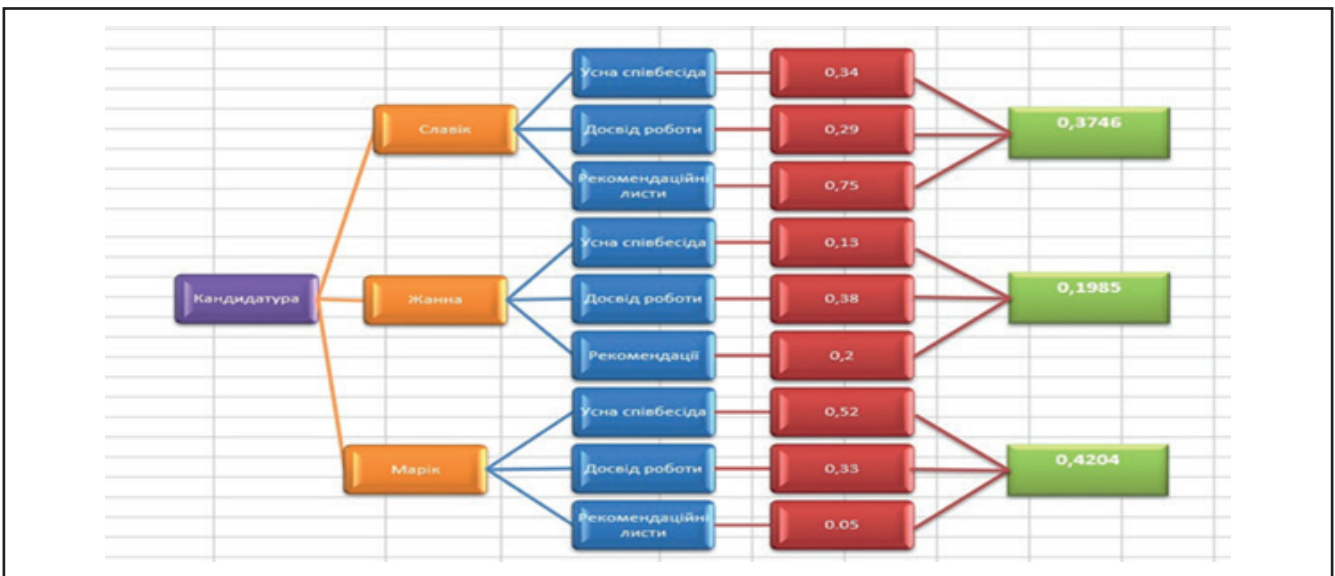 Кандидатура
Славік
Усна співбесіда
0,34
Досвід роботи
0,29
Рекомендаційні
листи
0,75
0,3746
Жанна
Усна співбесіда
0,13
Досвід роботи
0,38
Рекомендації
0,2
0,1985
Марік
Усна співбесіда
0,52
Досвід роботи
0,33
Рекомендаційні
листи
0.05
0,4204